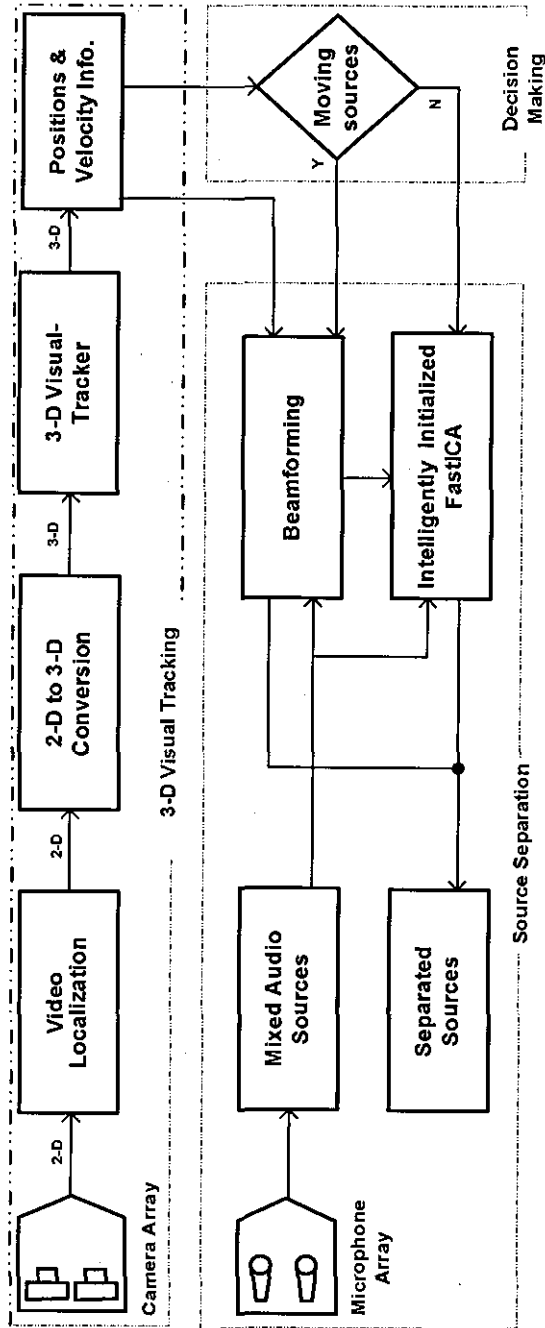 Camera Array
2-D
Video
Localization
2-D
2-D to 3-D
Conversion
3-D
3-D Visual-
Tracker
3-D
Positions &
Velocity Info.
3-D Visual Tracking
Microphone
Array
Mixed Audio
Sources
Separated
Sources
Beamforming
Intelligently Initialized
FastICA
Source Separation
Moving
sources
Y
N
Decision
Making